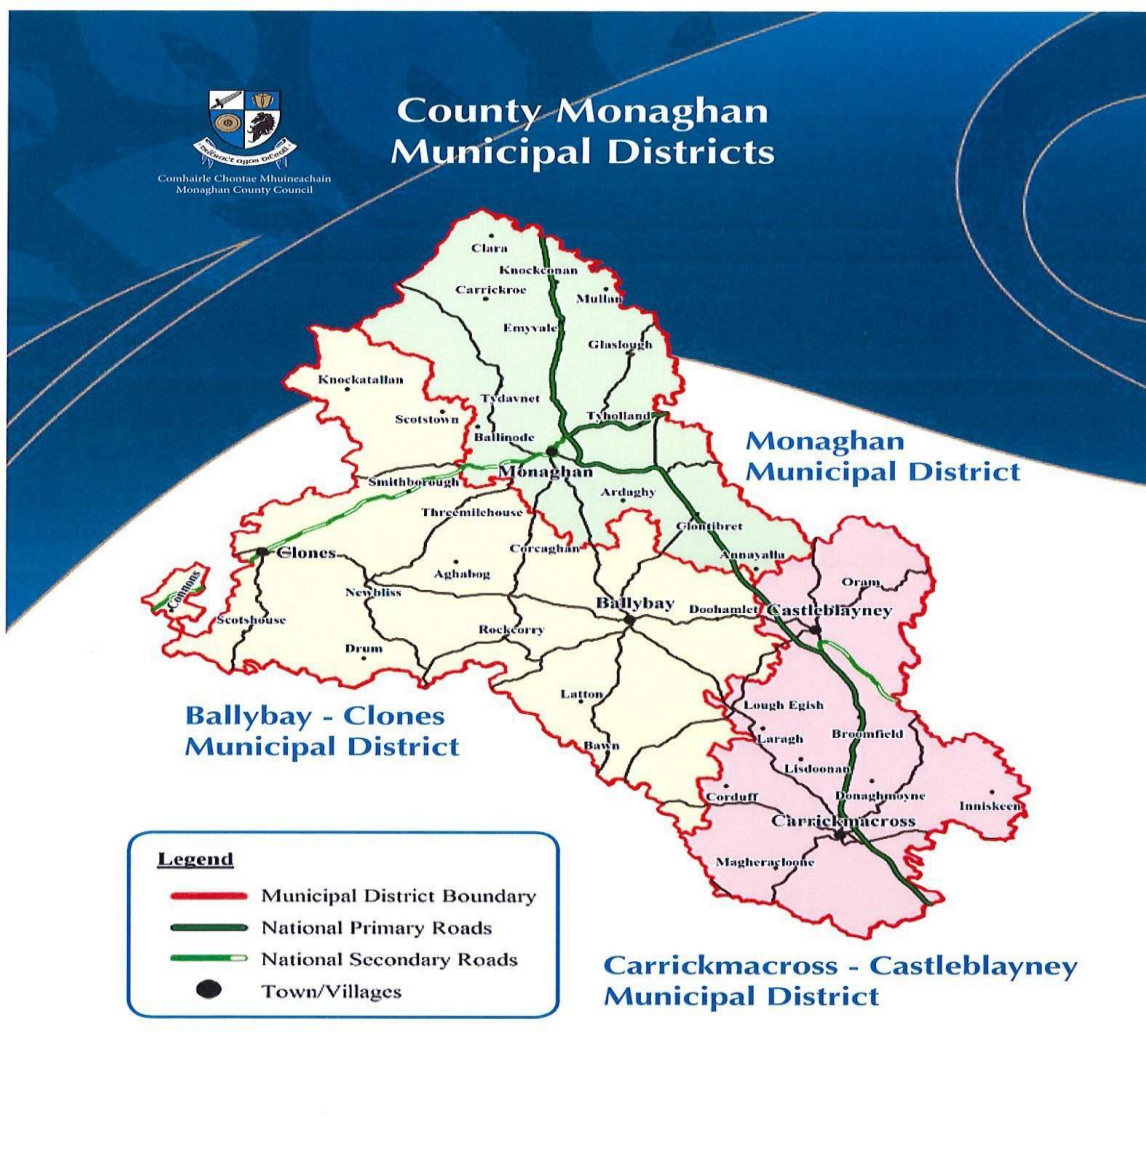 County Monaghan
Municipal Districts
Comhairle Chontae Mhuineachain
Monaghan County Council
Clara
Knockconan
Carrickroe
Mullan
Emyvale
Glaslough
Knockatallan
Tydavnet
Scotstown
Tyholland
Ballinode
Monaghan
Monaghan
Municipal District
Smithborough
Ardaghy
Threemilehouse
Clontibret
Corcaghan
Clones
Annayalla
Aghabog
Oram
Connons
Newbliss
Ballybay
Doohamlet
Castleblayney
Scotshouse
Rockcorry
Drum
Latton
Lough Egish
Ballybay - Clones
Municipal District
Broomfield
Laragh
Bawn
Lisdoonan
Corduff
Donaghmoyne
Inniskeen
Carrickmacross
Magheracloone
Legend
Municipal District Boundary
National Primary Roads
National Secondary Roads
Town/Villages
Carrickmacross - Castleblayney
Municipal District